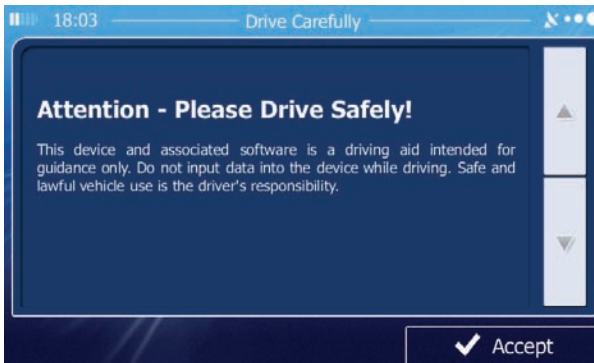 18:03 Drive Carefully
Attention - Please Drive Safely!
This device and associated software is a driving aid intended for
guidance only. Do not input data into the device while driving. Safe and
lawful vehicle use is the driver's responsibility.
Accept